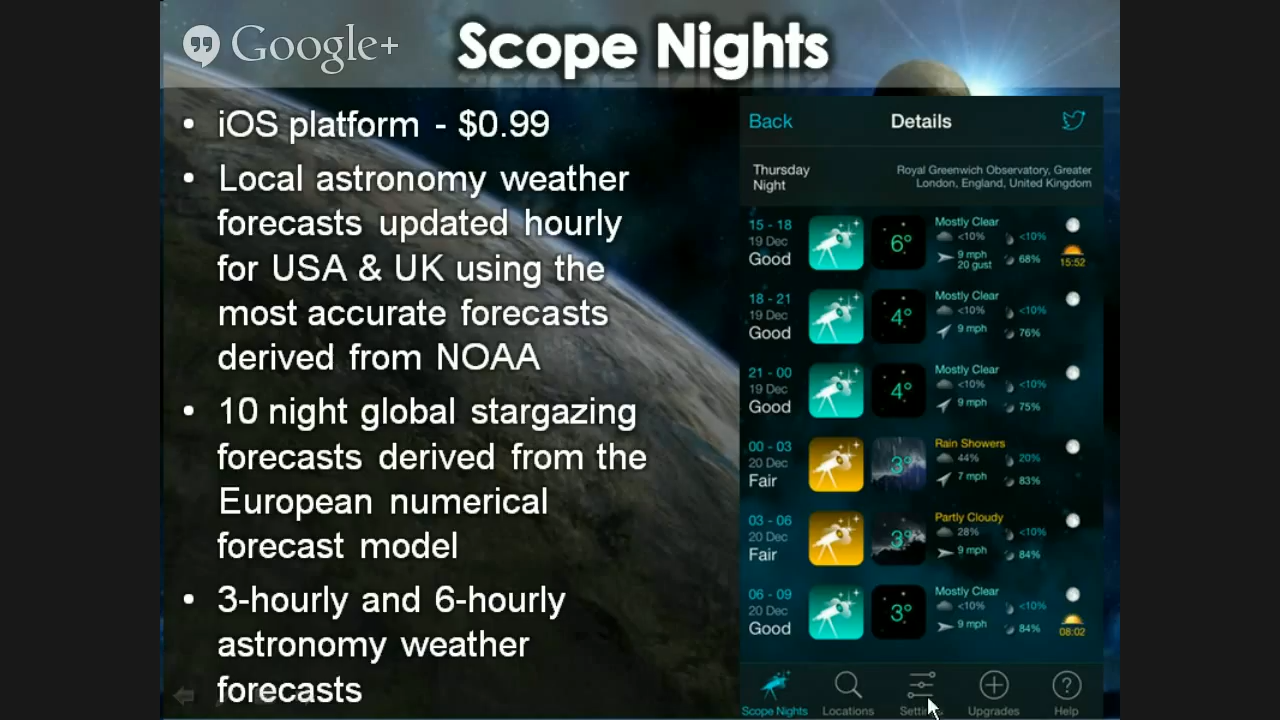 Google+
Scope Nights
• iOS platform - $0.99
• Local astronomy weather
forecasts updated hourly
for USA & UK using the
most accurate forecasts
derived from NOAA
• 10 night global stargazing
forecasts derived from the
European numerical
forecast model
• 3-hourly and 6-hourly
astronomy weather
forecasts
Back Details
Thursday
Night
Royal Greenwich Observatory, Greater
London, England, United Kingdom
15 - 18
19 Dec
Good
6°
Mostly Clear
<10% <10%
9 mph
20 gust
68%
15:52
18 - 21
19 Dec
Good
4°
Mostly Clear
<10% <10%
9 mph 76%
21 - 00
19 Dec
Good
4°
Mostly Clear
<10% <10%
9 mph 75%
00 - 03
20 Dec
Fair
3°
Rain Showers
44% 20%
7 mph 83%
03 - 06
20 Dec
Fair
3°
Partly Cloudy
28% <10%
9 mph 84%
06 - 09
20 Dec
Good
3°
Mostly Clear
<10% <10%
9 mph 84%
08:02
Scope Nights Locations Settings Upgrades Help